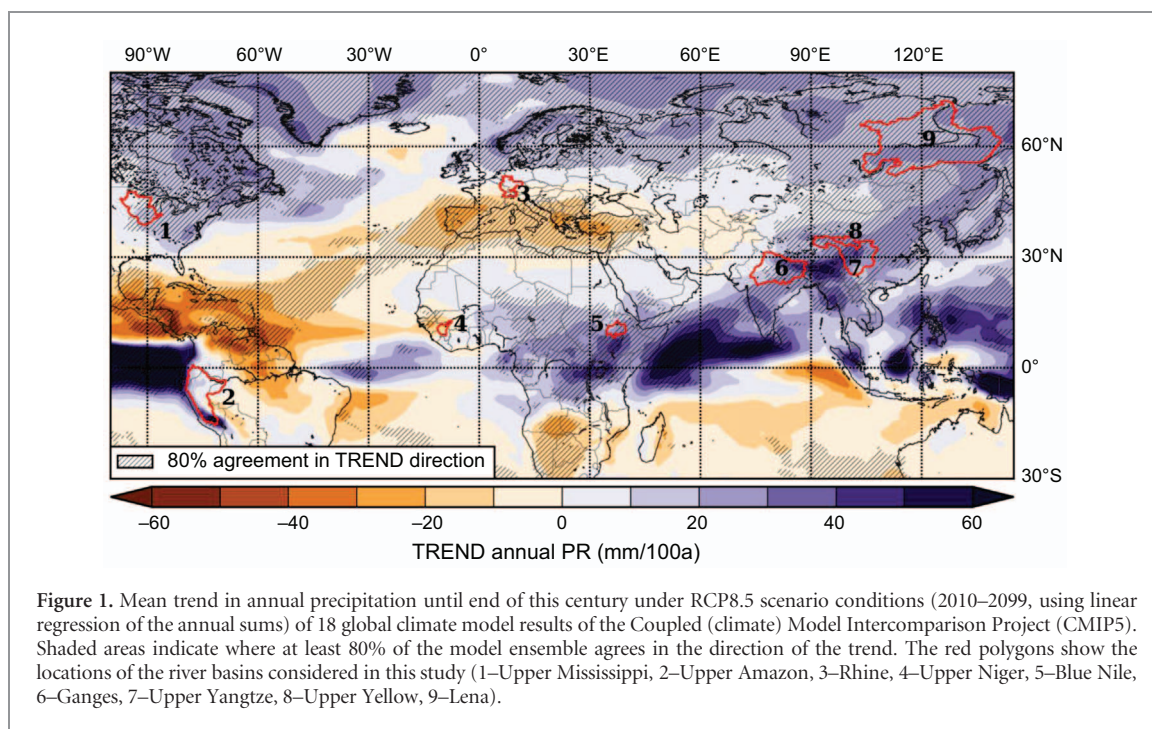 90°W 60°W 30°W 0° 30°E 60°E 90°E 120°E
60°N
30°N
0°
30°S
1
2
3
4
5
6
7
8
9
80% agreement in TREND direction
−60 −40 −20 0 20 40 60
TREND annual PR (mm/100a)
Figure 1. Mean trend in annual precipitation until end of this century under RCP8.5 scenario conditions (2010–2099, using linear
regression of the annual sums) of 18 global climate model results of the Coupled (climate) Model Intercomparison Project (CMIP5).
Shaded areas indicate where at least 80% of the model ensemble agrees in the direction of the trend. The red polygons show the
locations of the river basins considered in this study (1–Upper Mississippi, 2–Upper Amazon, 3–Rhine, 4–Upper Niger, 5–Blue Nile,
6–Ganges, 7–Upper Yangtze, 8–Upper Yellow, 9–Lena).